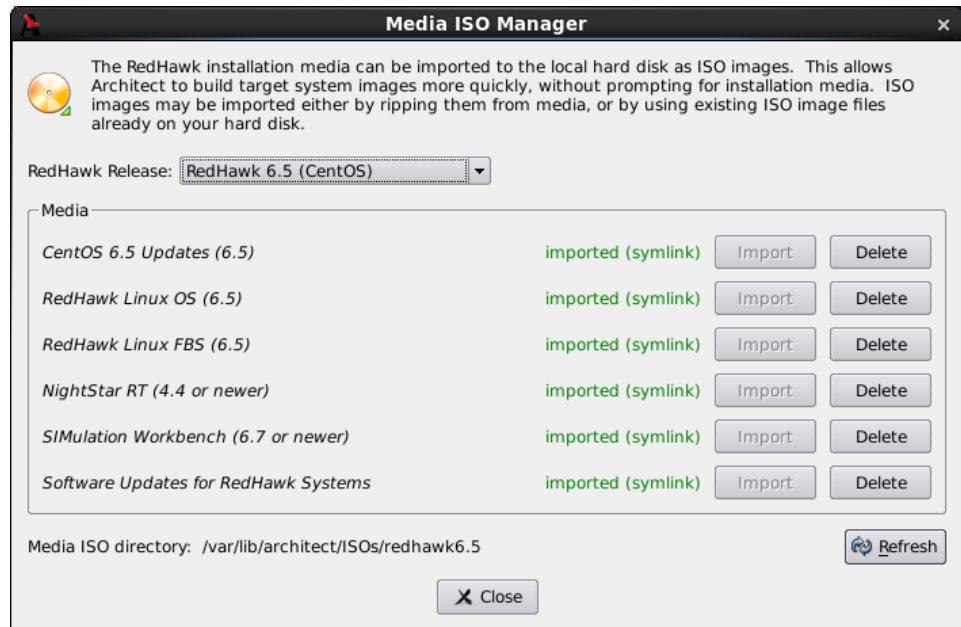 Media ISO Manager
The RedHawk installation media can be imported to the local hard disk as ISO images.  This allows
Architect to build target system images more quickly, without prompting for installation media.  ISO
images may be imported either by ripping them from media, or by using existing ISO image files
already on your hard disk.
RedHawk Release: RedHawk 6.5 (CentOS)
Media
CentOS 6.5 Updates (6.5) imported (symlink) Import Delete
RedHawk Linux OS (6.5) imported (symlink) Import Delete
RedHawk Linux FBS (6.5) imported (symlink) Import Delete
NightStar RT (4.4 or newer) imported (symlink) Import Delete
SIMulation Workbench (6.7 or newer) imported (symlink) Import Delete
Software Updates for RedHawk Systems imported (symlink) Import Delete
Media ISO directory:  /var/lib/architect/ISOs/redhawk6.5 Refresh
Close